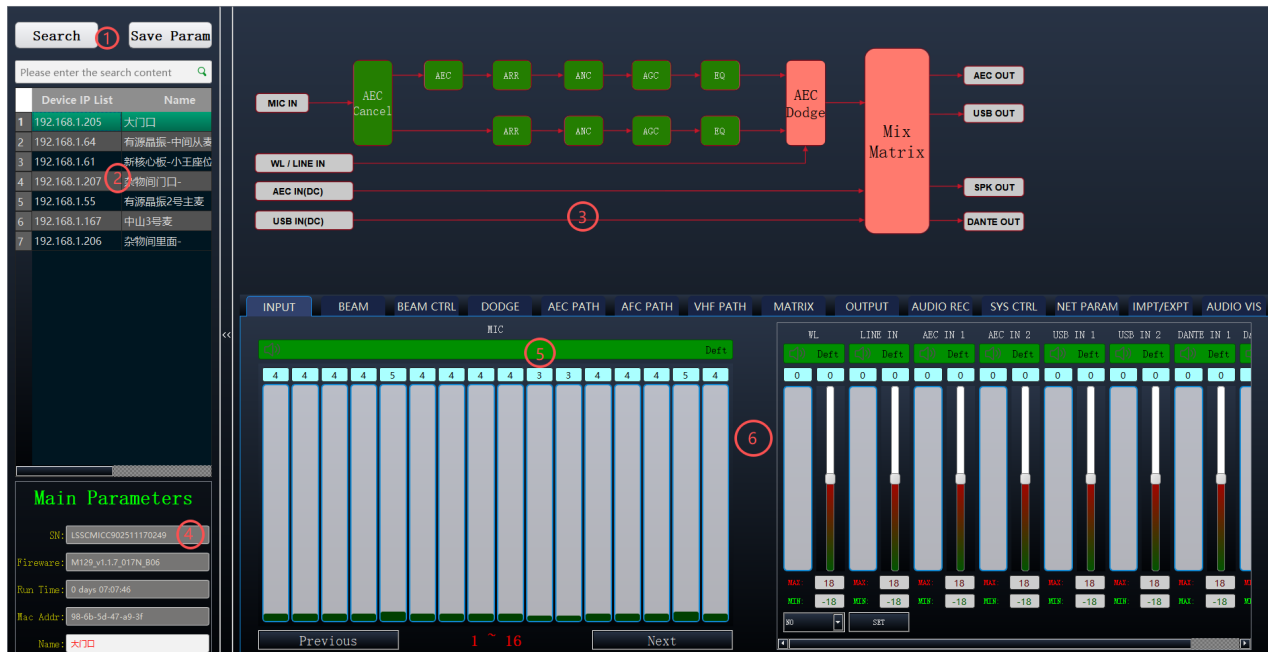 Search
1
Save Param
Please enter the search content
Device IP List Name
1 192.168.1.205 大门口
2 192.168.1.64 有源晶振-中间从麦
3 192.168.1.61 新核心板-小王座位
4 192.168.1.207 杂物间门口-
2
5 192.168.1.55 有源晶振2号主麦
6 192.168.1.167 中山3号麦
7 192.168.1.206 杂物间里面-
Main Parameters
SN: LSSCMICC902511170249
4
Fireware: M129_v1.1.7_017N_B06
Run Time: 0 days 07:07:46
Mac Addr: 98-6b-5d-47-a9-3f
Name: 大门口
<<
MIC IN
AEC Cancel
AEC ARR ANC AGC EQ
ARR ANC AGC EQ
AEC Dodge
Mix Matrix
WL / LINE IN
AEC IN(DC)
USB IN(DC)
3
AEC OUT
USB OUT
SPK OUT
DANTE OUT
INPUT BEAM BEAM CTRL DODGE AEC PATH AFC PATH VHF PATH MATRIX OUTPUT AUDIO REC SYS CTRL NET PARAM IMPT/EXPT AUDIO VIS
MIC
5
Deft
4 4 4 4 5 4 4 4 4 3 3 4 4 4 5 4
Previous 1 ~ 16 Next
6
WL LINE IN AEC IN 1 AEC IN 2 USB IN 1 USB IN 2 DANTE IN 1
Deft Deft Deft Deft Deft Deft Deft
0 0 0 0 0 0 0 0 0 0 0 0 0 0
MAX: 18 MAX: 18 MAX: 18 MAX: 18 MAX: 18 MAX: 18 MAX: 18
MIN: -18 MIN: -18 MIN: -18 MIN: -18 MIN: -18 MIN: -18 MAX: -18
NO SET